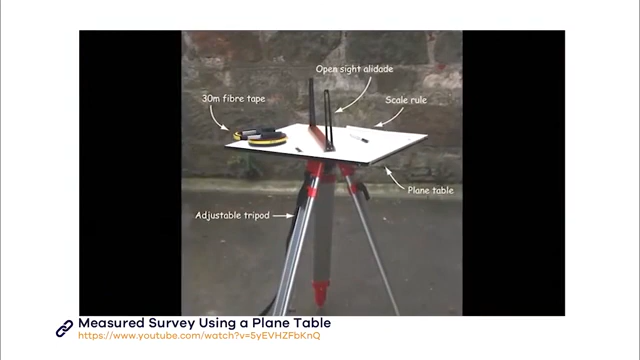 Open sight alidade
30m fibre tape
Scale rule
Plane table
Adjustable tripod
Measured Survey Using a Plane Table
https://www.youtube.com/watch?v=5yEVHZFbKnQ